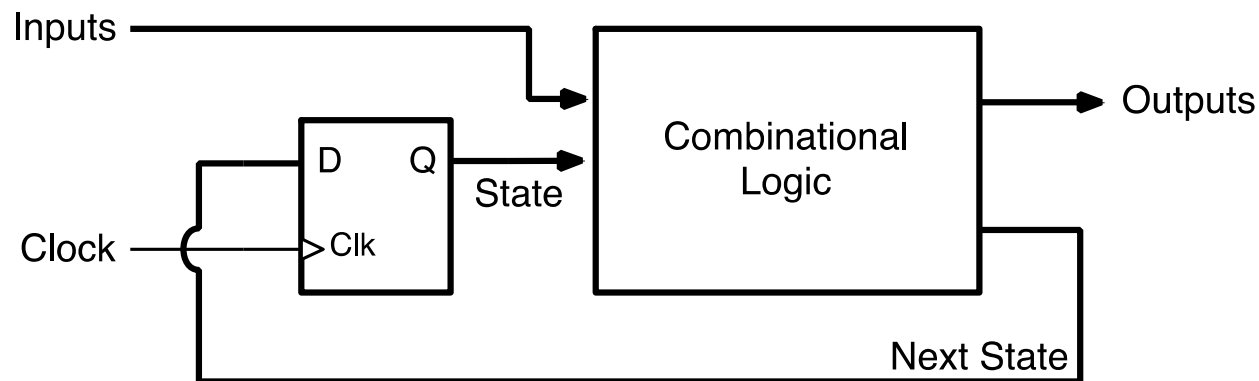 Inputs
Outputs
Combinational
Logic
D
Q
State
Clock
Clk
Next State